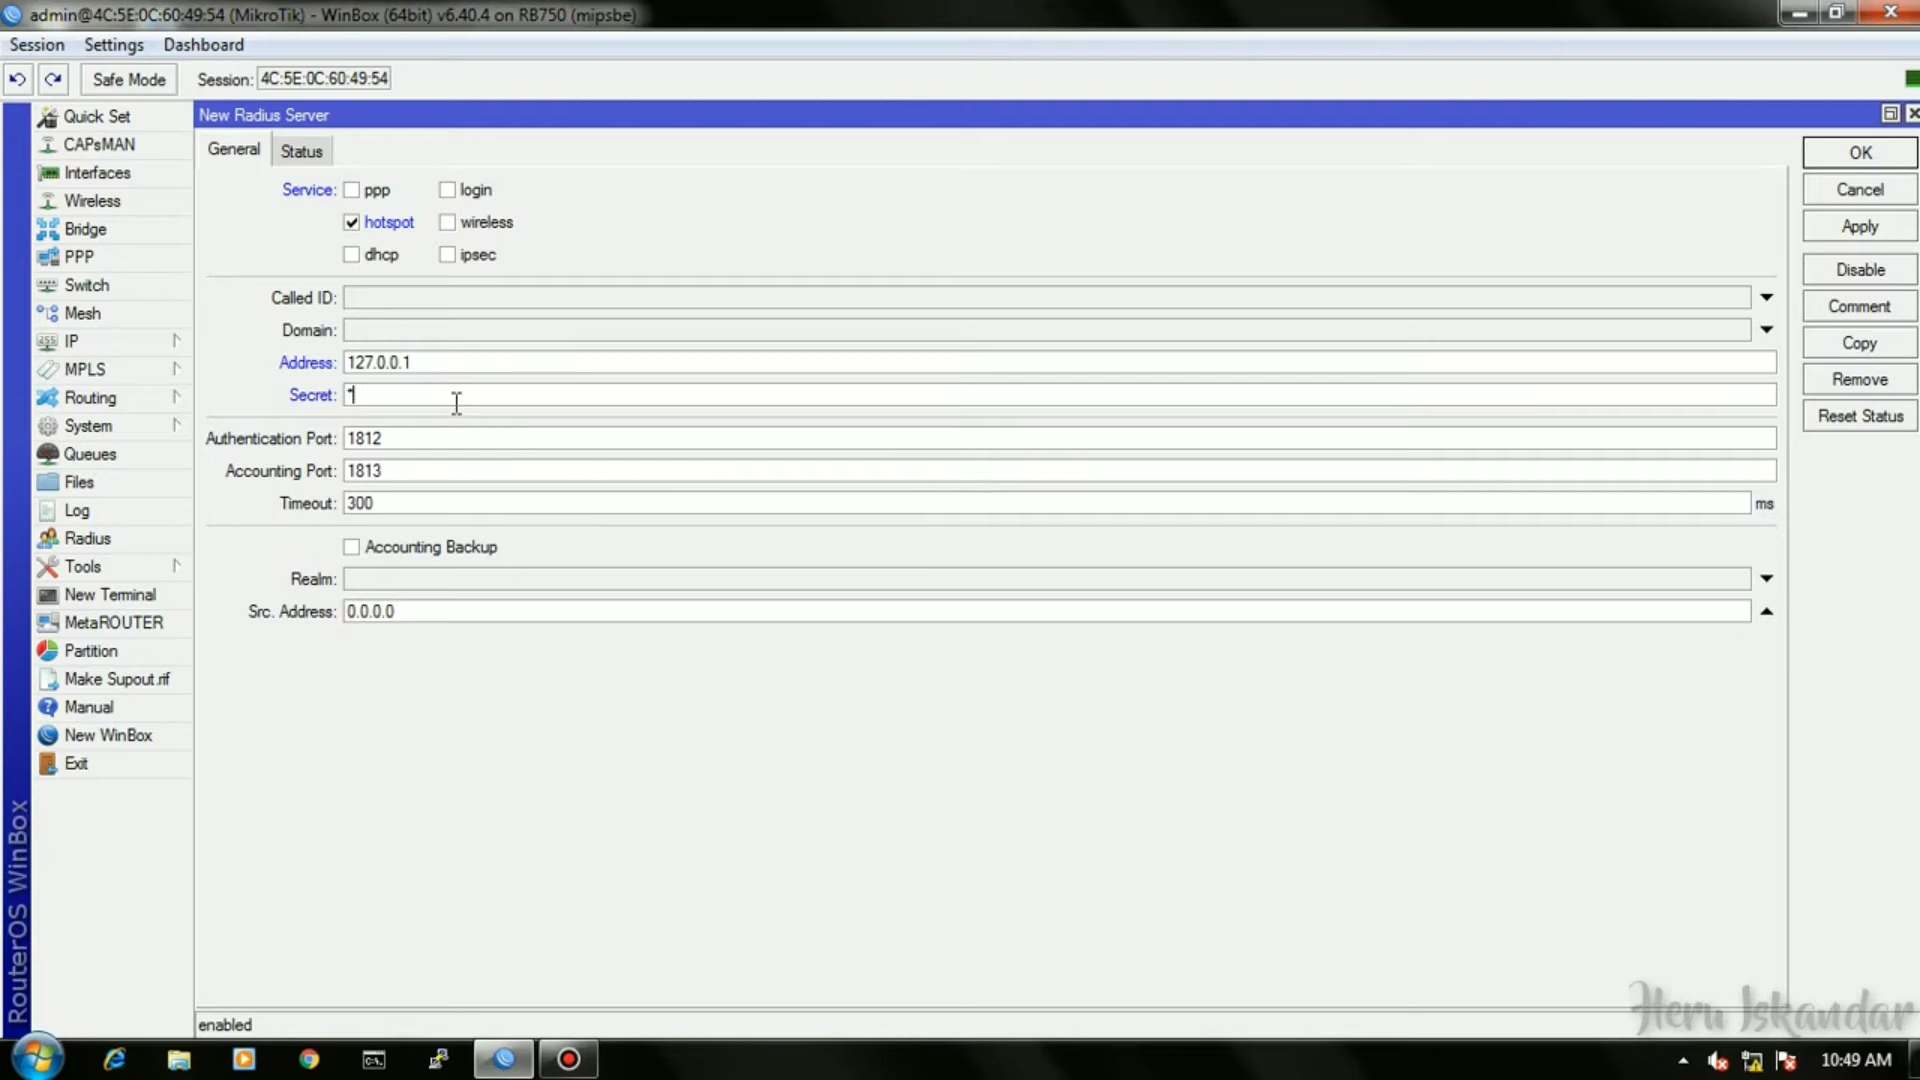 admin@4C:5E:0C:60:49:54 (MikroTik) - WinBox (64bit) v6.40.4 on RB750 (mipsbe)
Session Settings Dashboard
Safe Mode Session: 4C:5E:0C:60:49:54
Quick Set
CAPsMAN
Interfaces
Wireless
Bridge
PPP
Switch
Mesh
IP
MPLS
Routing
System
Queues
Files
Log
Radius
Tools
New Terminal
MetaROUTER
Partition
Make Supout.rif
Manual
New WinBox
Exit
RouterOS WinBox
New Radius Server
General Status
Service: ppp login
hotspot wireless
dhcp ipsec
Called ID:
Domain:
Address: 127.0.0.1
Secret: *
Authentication Port: 1812
Accounting Port: 1813
Timeout: 300 ms
Accounting Backup
Realm:
Src. Address: 0.0.0.0
OK
Cancel
Apply
Disable
Comment
Copy
Remove
Reset Status
enabled
Heru Iskandar
10:49 AM